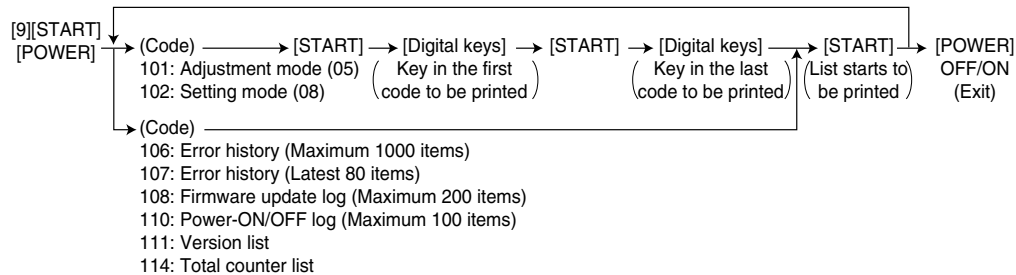 [9][START]
[POWER]
(Code) [START] [Digital keys] [START] [Digital keys] [START] [POWER]
101: Adjustment mode (05) (Key in the first (Key in the last (List starts to OFF/ON
102: Setting mode (08) code to be printed) code to be printed) be printed) (Exit)
(Code)
106: Error history (Maximum 1000 items)
107: Error history (Latest 80 items)
108: Firmware update log (Maximum 200 items)
110: Power-ON/OFF log (Maximum 100 items)
111: Version list
114: Total counter list